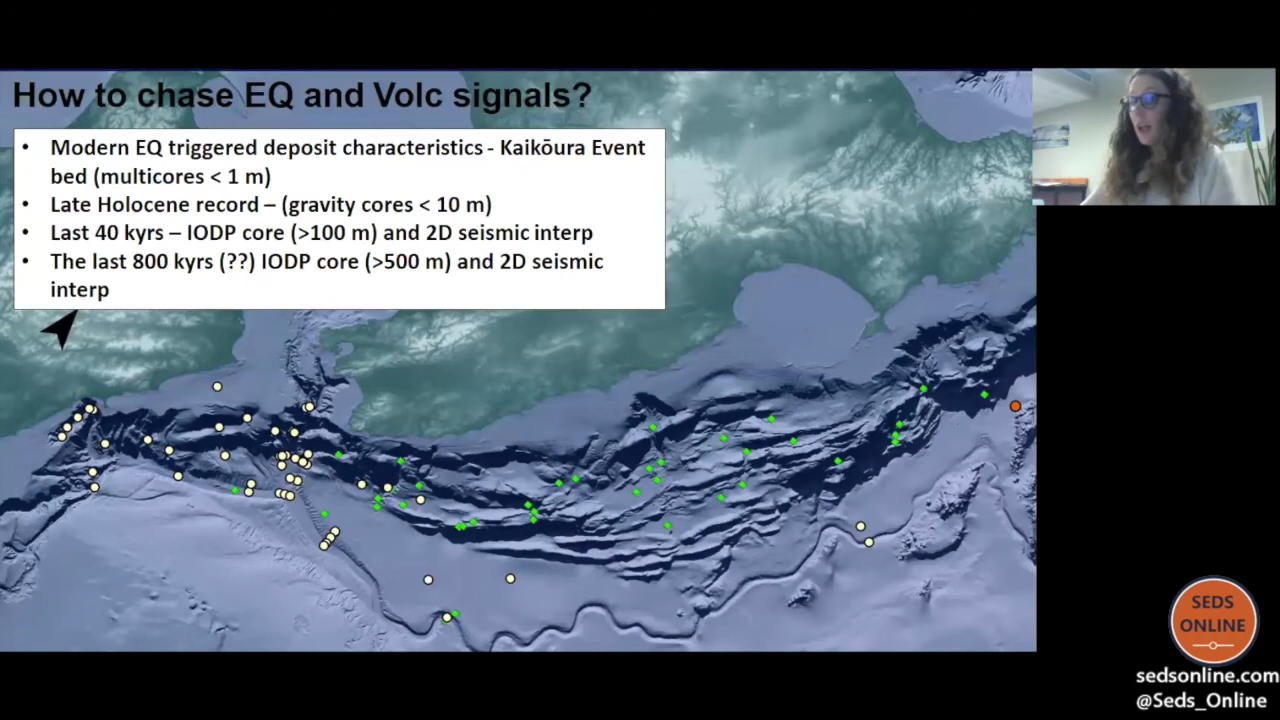 How to chase EQ and Volc signals?
• Modern EQ triggered deposit characteristics - Kaikōura Event
bed (multicores < 1 m)
• Late Holocene record – (gravity cores < 10 m)
• Last 40 kyrs – IODP core (>100 m) and 2D seismic interp
• The last 800 kyrs (??) IODP core (>500 m) and 2D seismic
interp
SEDS
ONLINE
sedsonline.com
@Seds_Online